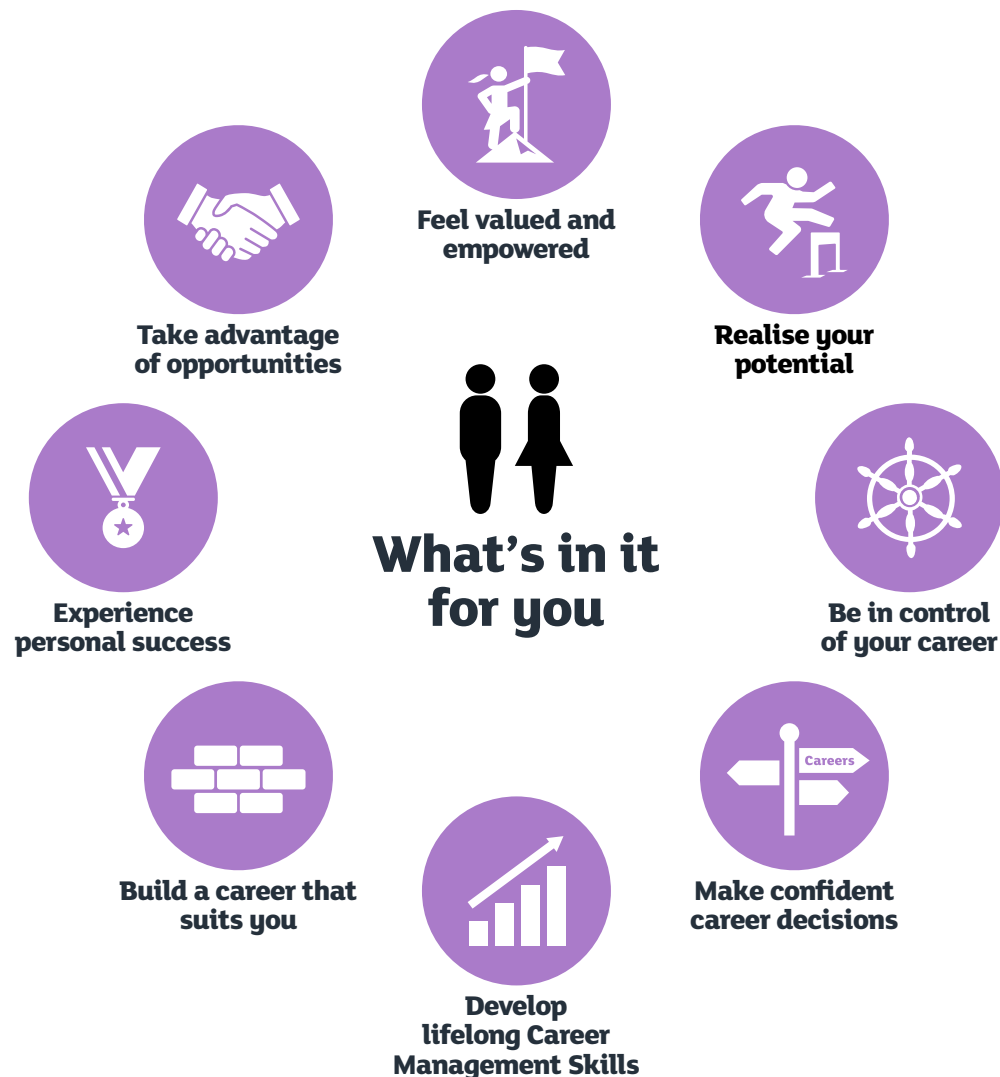 Feel valued and
empowered
Realise your
potential
Be in control
of your career
Careers
Make confident
career decisions
Develop
lifelong Career
Management Skills
Build a career that
suits you
Experience
personal success
Take advantage
of opportunities
What's in it
for you